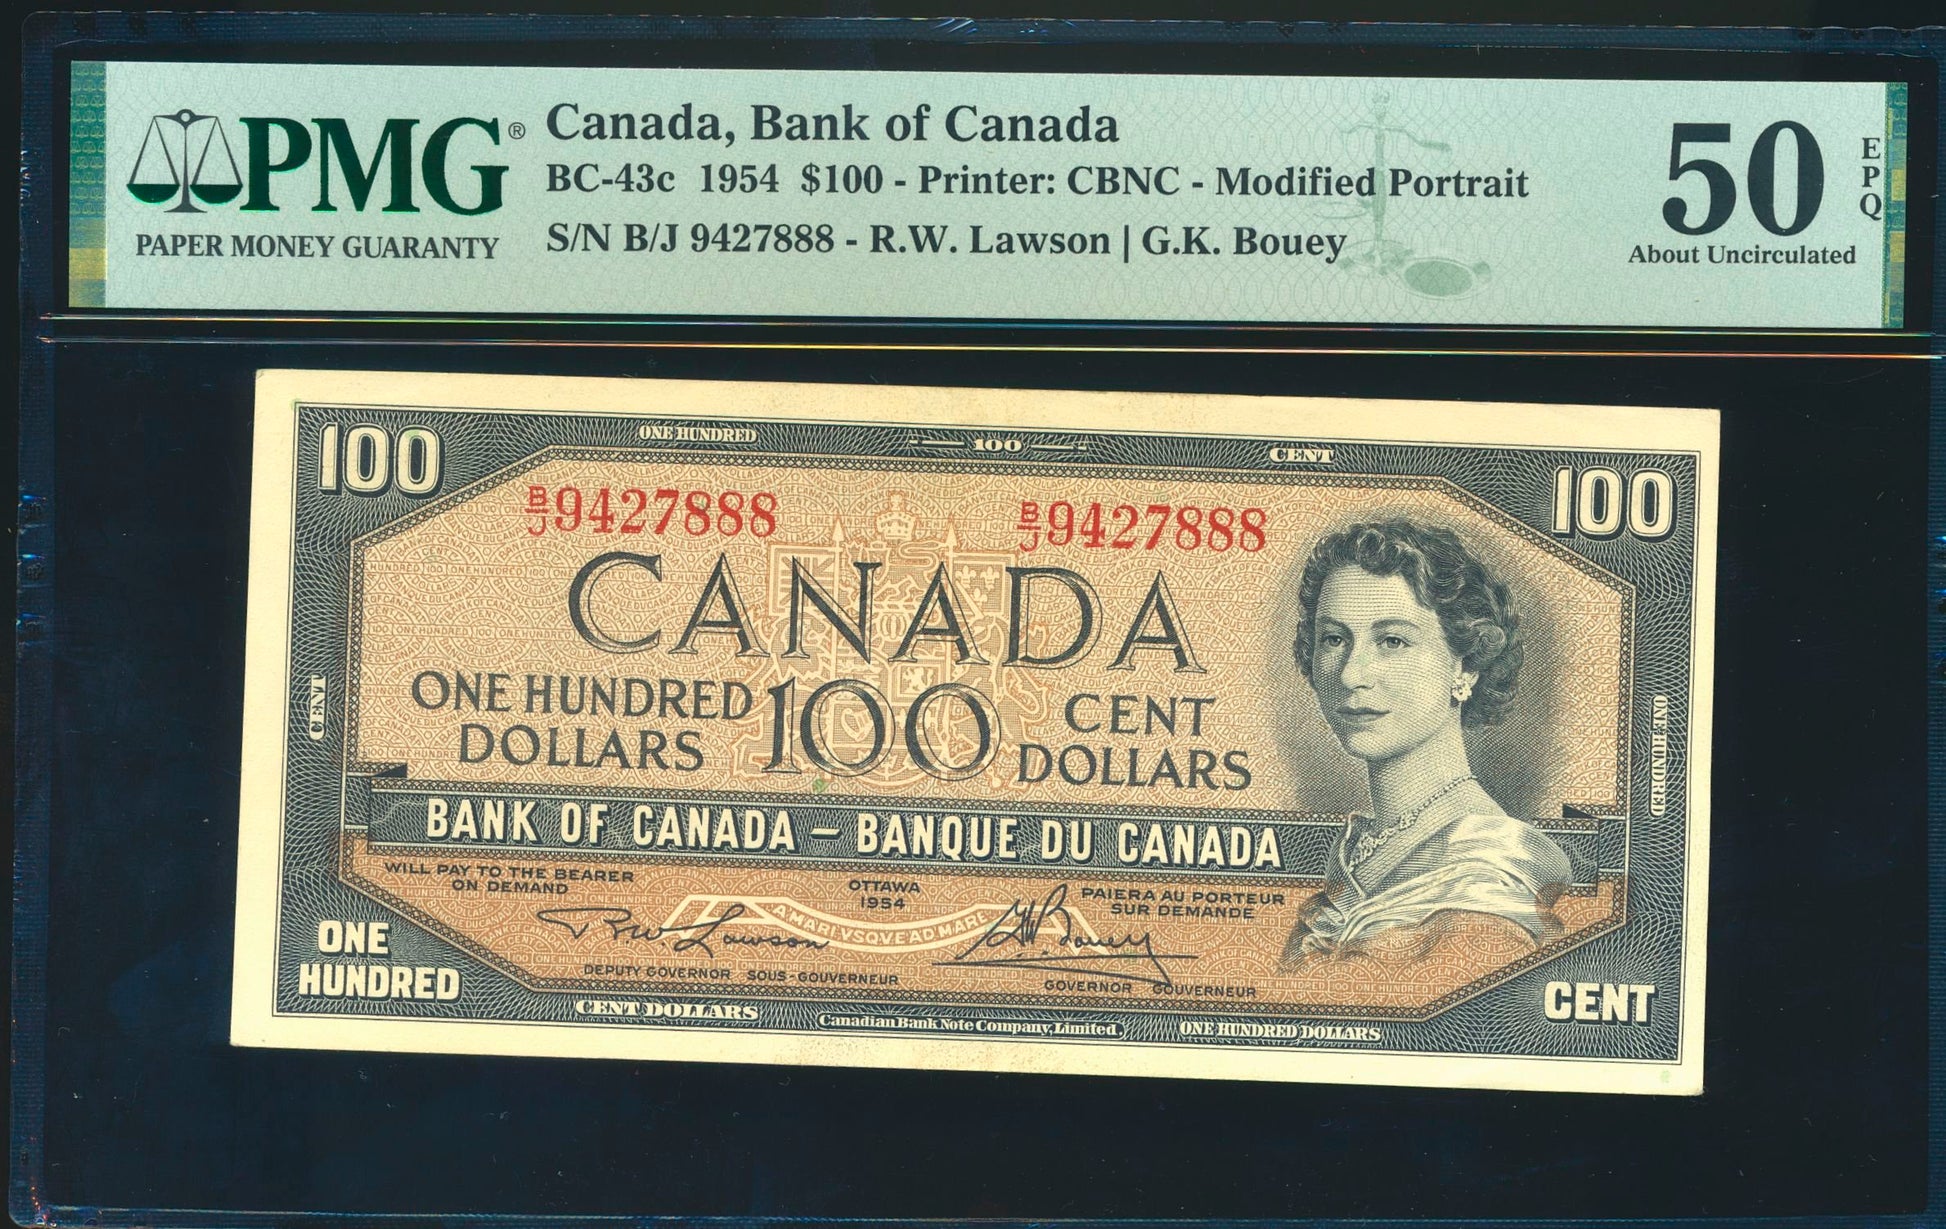 PMG®
PAPER MONEY GUARANTY
Canada, Bank of Canada
BC-43c 1954 $100 - Printer: CBNC - Modified Portrait
S/N B/J 9427888 - R.W. Lawson | G.K. Bouey
50
EPQ
About Uncirculated
100
ONE HUNDRED
100
CENT
100
B/J 9427888
B/J 9427888
CANADA
ONE HUNDRED
DOLLARS
100
CENT
DOLLARS
CENT
ONE HUNDRED
BANK OF CANADA – BANQUE DU CANADA
WILL PAY TO THE BEARER
ON DEMAND
OTTAWA
1954
PAIERA AU PORTEUR
SUR DEMANDE
A MARI VSQVE AD MARE
R.W. Lawson
G.K. Bouey
DEPUTY GOVERNOR SOUS-GOUVERNEUR
GOVERNOR GOUVERNEUR
ONE
HUNDRED
CENT
CENT DOLLARS
Canadian Bank Note Company, Limited.
ONE HUNDRED DOLLARS